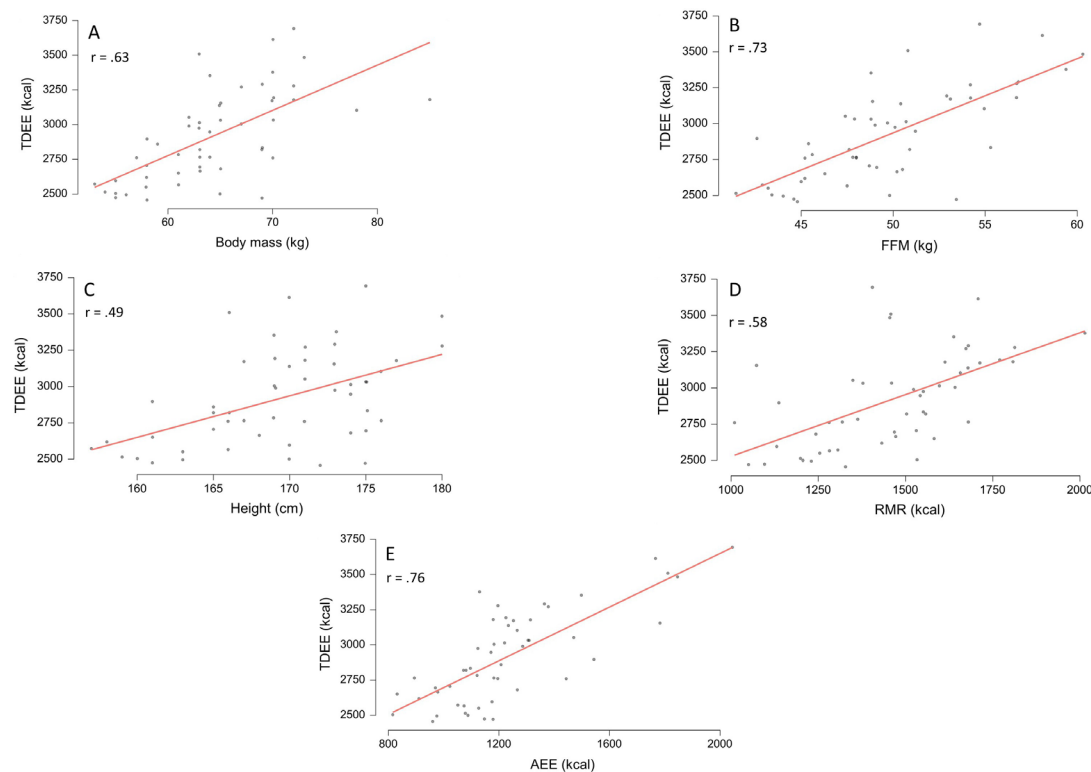 A
r = .63
3750
3500
3250
3000
2750
2500
TDEE (kcal)
60
70
80
Body mass (kg)
B
r = .73
3750
3500
3250
3000
2750
2500
TDEE (kcal)
45
50
55
60
FFM (kg)
C
r = .49
3750
3500
3250
3000
2750
2500
TDEE (kcal)
160
165
170
175
180
Height (cm)
D
r = .58
3750
3500
3250
3000
2750
2500
TDEE (kcal)
1000
1250
1500
1750
2000
RMR (kcal)
E
r = .76
3750
3500
3250
3000
2750
2500
TDEE (kcal)
800
1200
1600
2000
AEE (kcal)